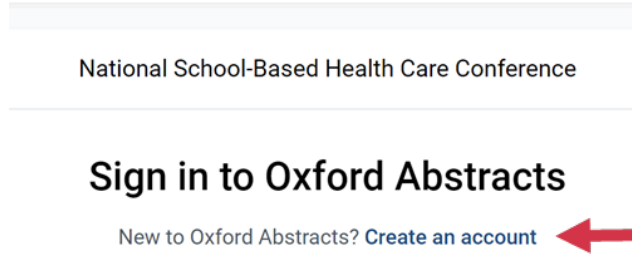 National School-Based Health Care Conference
Sign in to Oxford Abstracts
New to Oxford Abstracts? Create an account